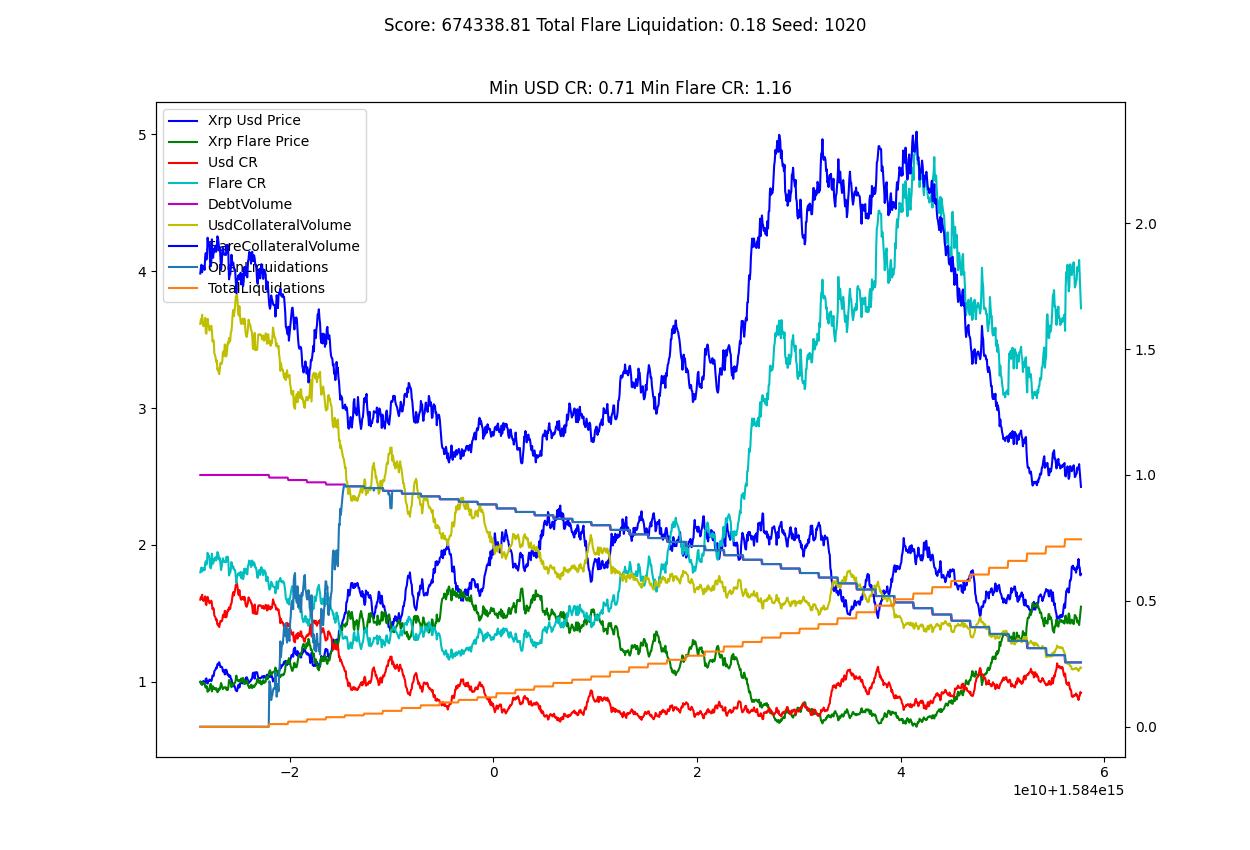 Score: 674338.81 Total Flare Liquidation: 0.18 Seed: 1020
Min USD CR: 0.71 Min Flare CR: 1.16
Xrp Usd Price
Xrp Flare Price
Usd CR
Flare CR
DebtVolume
UsdCollateralVolume
FlareCollateralVolume
OpenLiquidations
TotalLiquidations
5
4
3
2
1
2.0
1.5
1.0
0.5
0.0
−2
0
2
4
6
1e10+1.584e15